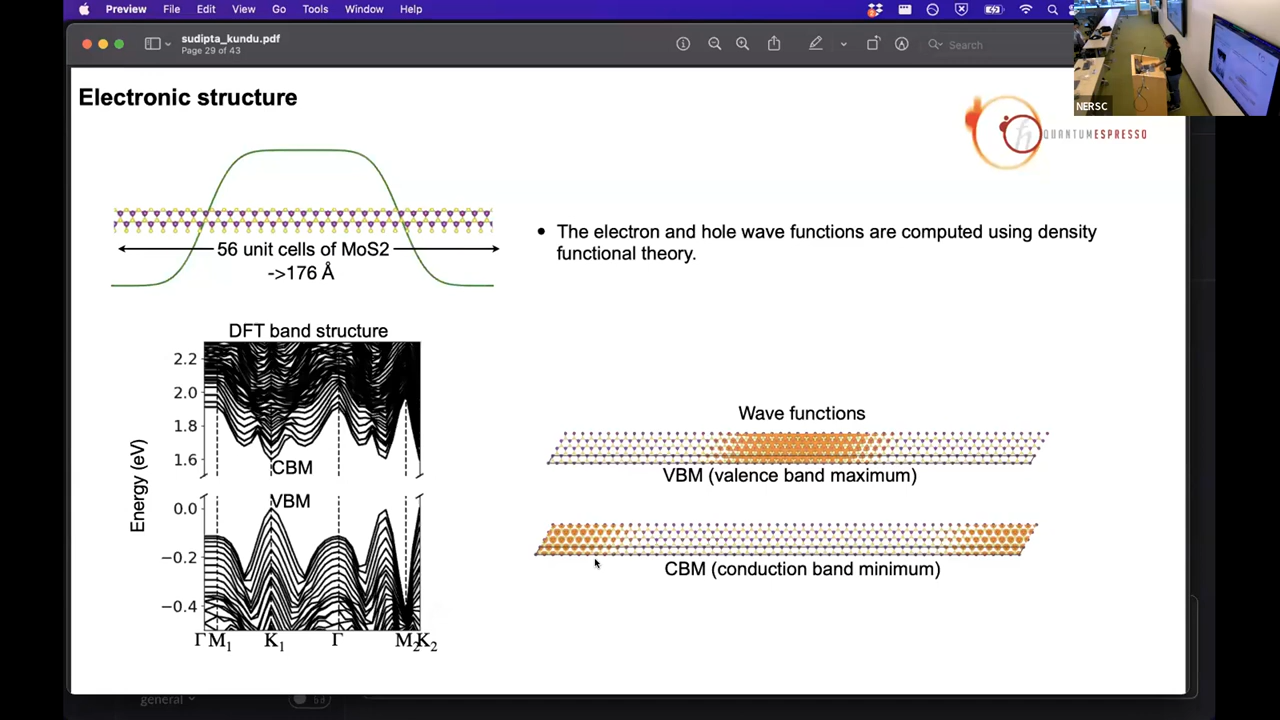 Preview File Edit View Go Tools Window Help
sudipta_kundu.pdf
Page 29 of 43
Search
NERSC
Electronic structure
QUANTUMESPRESSO
56 unit cells of MoS2
->176 Å
• The electron and hole wave functions are computed using density
functional theory.
DFT band structure
Energy (eV)
2.2
2.0
1.8
1.6
CBM
VBM
0.0
−0.2
−0.4
Γ M₁ K₁ Γ M₂ K₂
Wave functions
VBM (valence band maximum)
CBM (conduction band minimum)
general